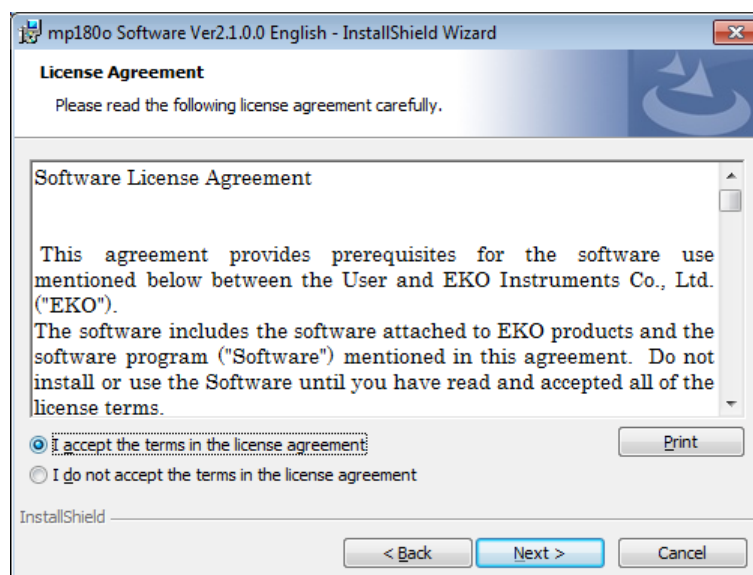 mp180o Software Ver2.1.0.0 English - InstallShield Wizard
License Agreement
Please read the following license agreement carefully.
Software License Agreement
This agreement provides prerequisites for the software use
mentioned below between the User and EKO Instruments Co., Ltd.
("EKO").
The software includes the software attached to EKO products and the
software program ("Software") mentioned in this agreement. Do not
install or use the Software until you have read and accepted all of the
license terms.
I accept the terms in the license agreement
Print
I do not accept the terms in the license agreement
InstallShield
< Back
Next >
Cancel